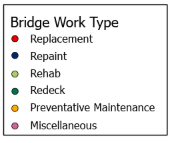 Bridge Work Type
Replacement
Repaint
Rehab
Redeck
Preventative Maintenance
Miscellaneous